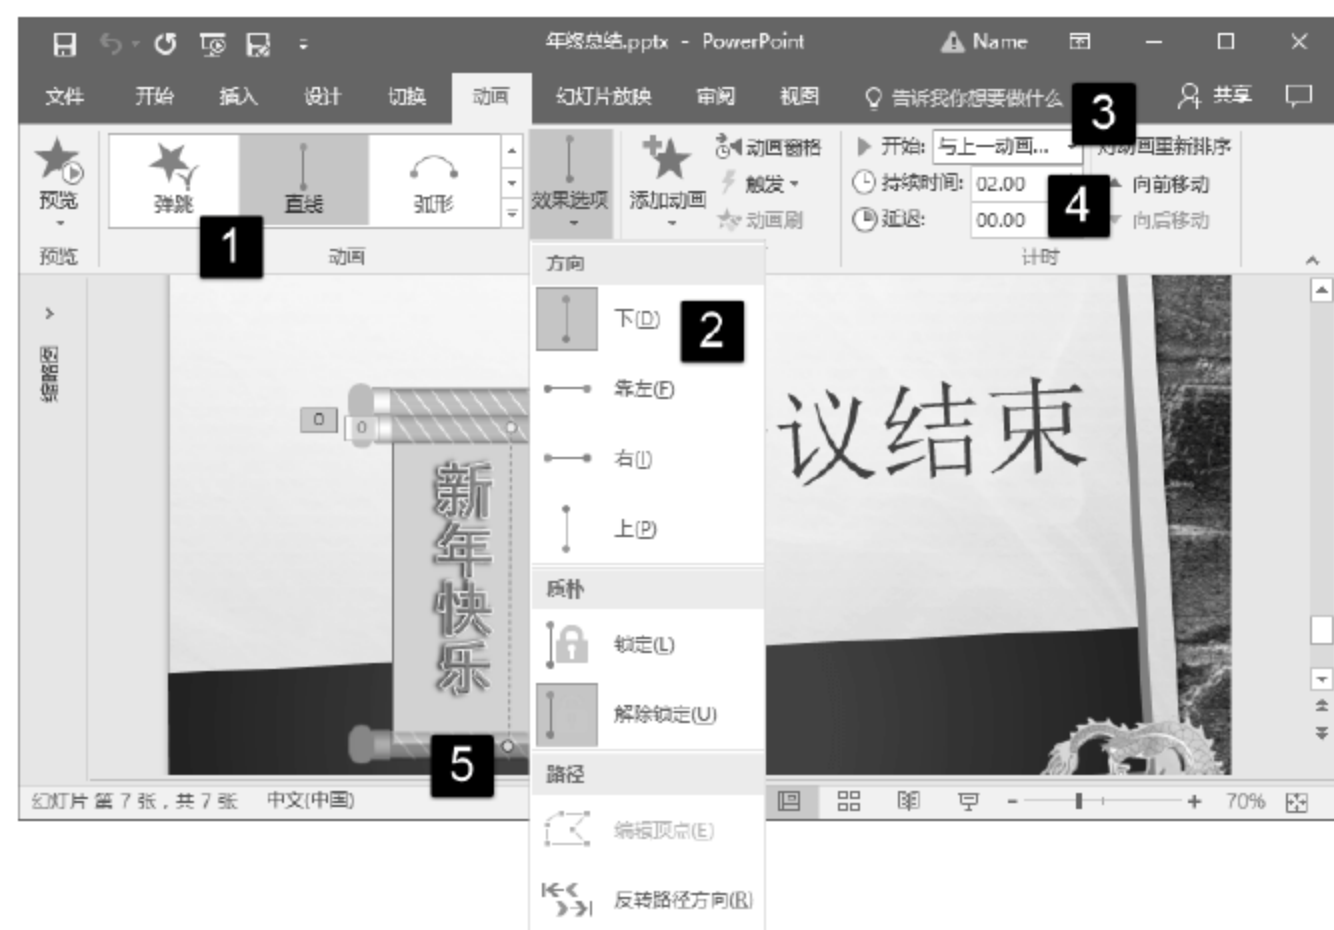 年终总结.pptx - PowerPoint
Name
文件 开始 插入 设计 切换 动画 幻灯片放映 审阅 视图 告诉我你想要做什么 共享
3
预览
弹跳 直线 弧形
效果选项 添加动画
动画窗格
触发
动画刷
开始: 与上一动画...
持续时间: 02.00
延迟: 00.00
对动画重新排序
向前移动
向后移动
4
1
预览 动画 计时
方向
下(D)
2
靠左(F)
右(I)
上(P)
质朴
锁定(L)
解除锁定(U)
路径
编辑顶点(E)
反转路径方向(R)
缩略图
0
0
新年快乐
议结束
5
幻灯片 第 7 张，共 7 张 中文(中国)
70%